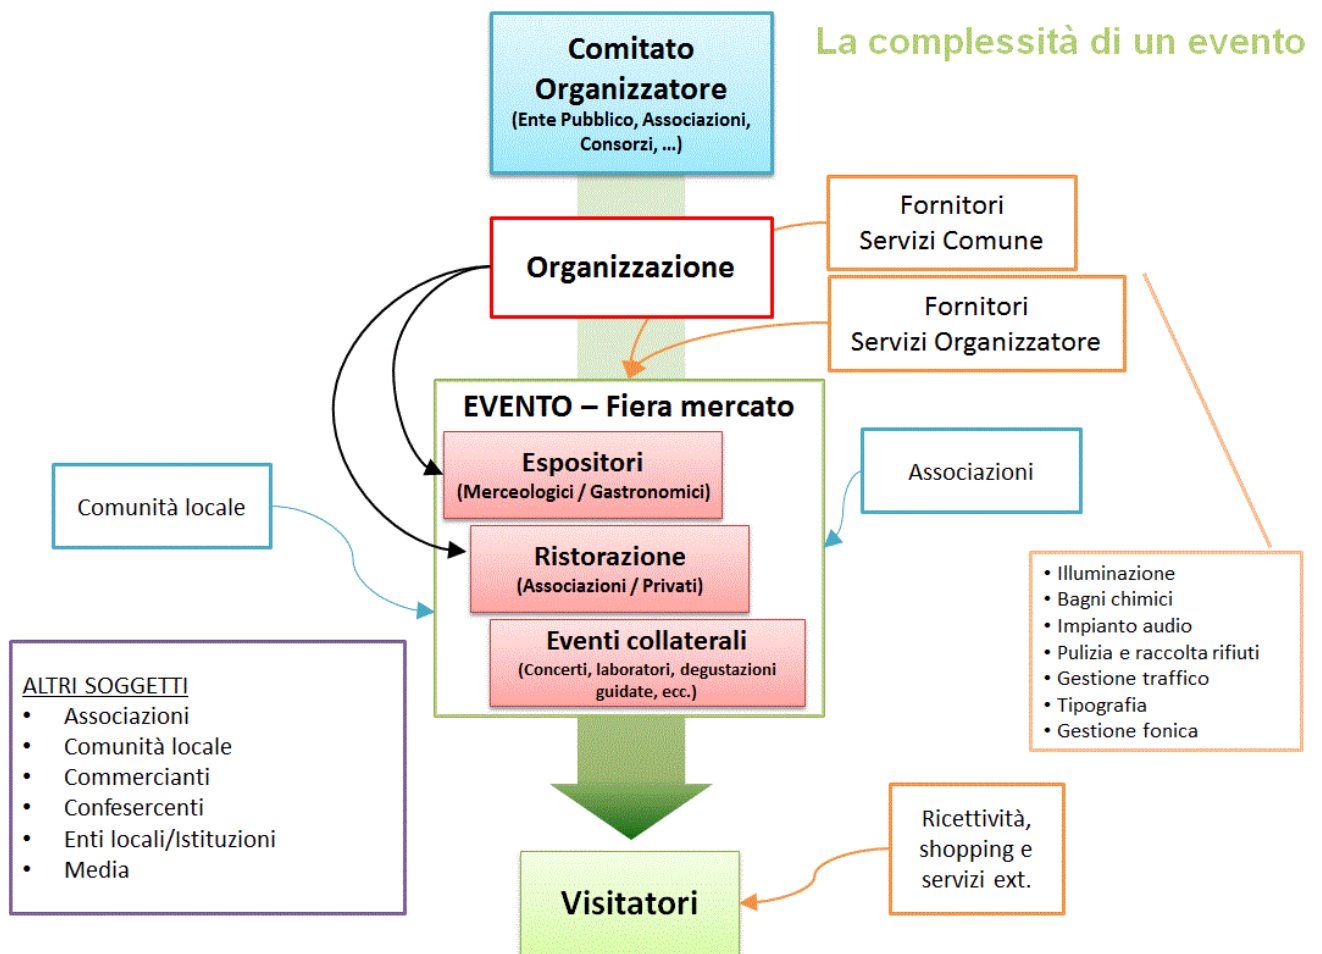 La complessità di un evento
Comitato
Organizzatore
(Ente Pubblico, Associazioni,
Consorzi, ...)
Fornitori
Servizi Comune
Organizzazione
Fornitori
Servizi Organizzatore
EVENTO – Fiera mercato
Espositori
(Merceologici / Gastronomici)
Associazioni
Comunità locale
Ristorazione
(Associazioni / Privati)
Eventi collaterali
(Concerti, laboratori, degustazioni
guidate, ecc.)
• Illuminazione
• Bagni chimici
• Impianto audio
• Pulizia e raccolta rifiuti
• Gestione traffico
• Tipografia
• Gestione fonica
ALTRI SOGGETTI
• Associazioni
• Comunità locale
• Commercianti
• Confesercenti
• Enti locali/Istituzioni
• Media
Ricettività,
shopping e
servizi ext.
Visitatori